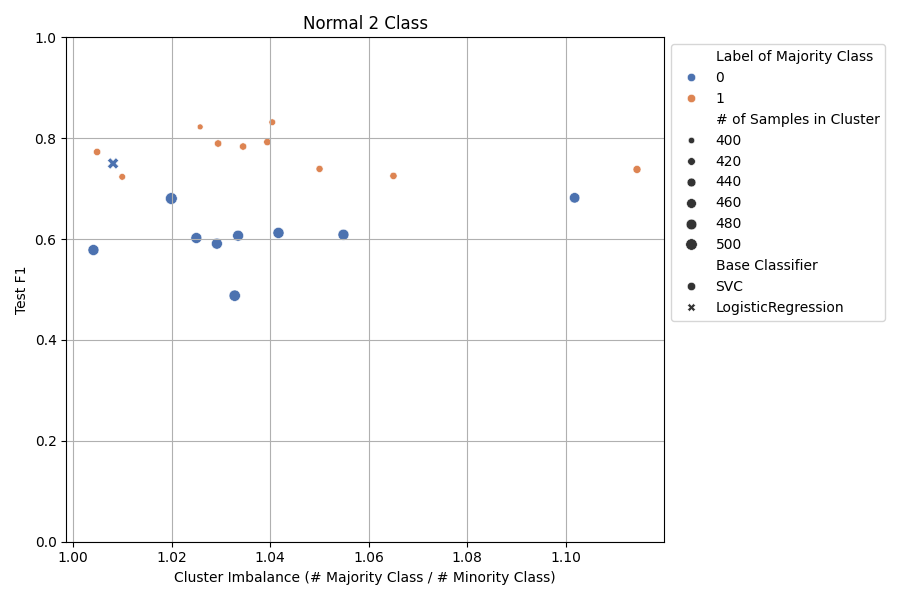 Normal 2 Class
1.0
0.8
0.6
0.4
0.2
0.0
Test F1
1.00
1.02
1.04
1.06
1.08
1.10
Cluster Imbalance (# Majority Class / # Minority Class)
Label of Majority Class
0
1
# of Samples in Cluster
400
420
440
460
480
500
Base Classifier
SVC
LogisticRegression